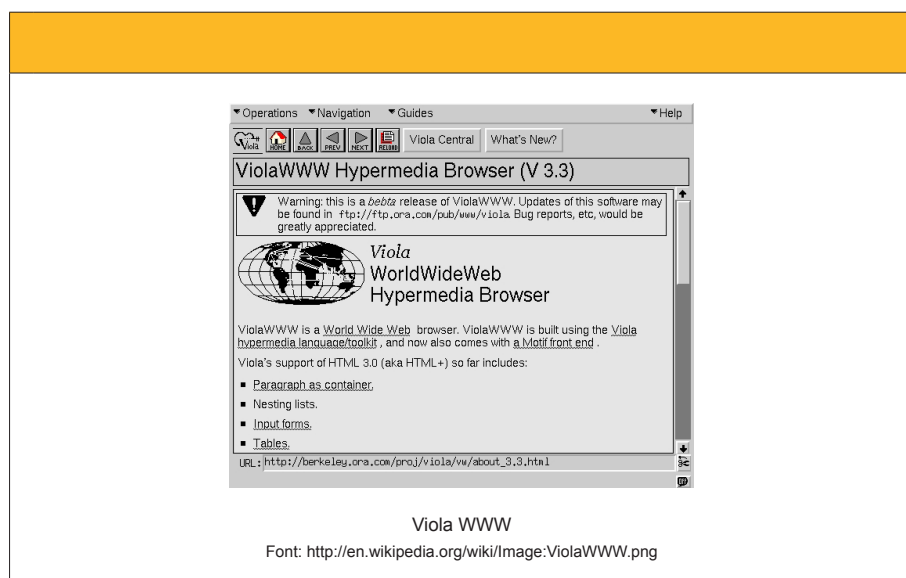 Operations Navigation Guides Help
Viola HOME BACK PREV NEXT RELOAD Viola Central What's New?
ViolaWWW Hypermedia Browser (V 3.3)
Warning: this is a bebta release of ViolaWWW. Updates of this software may
be found in ftp://ftp.ora.com/pub/www/viola. Bug reports, etc, would be
greatly appreciated.
Viola
WorldWideWeb
Hypermedia Browser
ViolaWWW is a World Wide Web browser. ViolaWWW is built using the Viola
hypermedia language/toolkit , and now also comes with a Motif front end .
Viola's support of HTML 3.0 (aka HTML+) so far includes:
Paragraph as container.
Nesting lists.
Input forms.
Tables.
URL: http://berkeley.ora.com/proj/viola/vw/about_3.3.html
Viola WWW
Font: http://en.wikipedia.org/wiki/Image:ViolaWWW.png